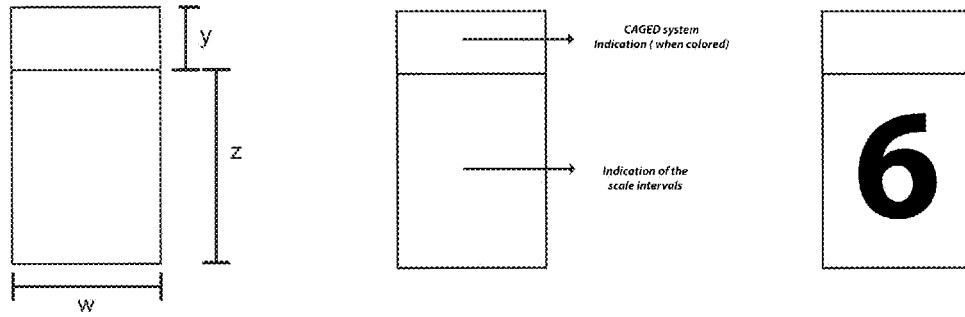 y
z
w
CAGED system
Indication ( when colored)
Indication of the
scale intervals
6